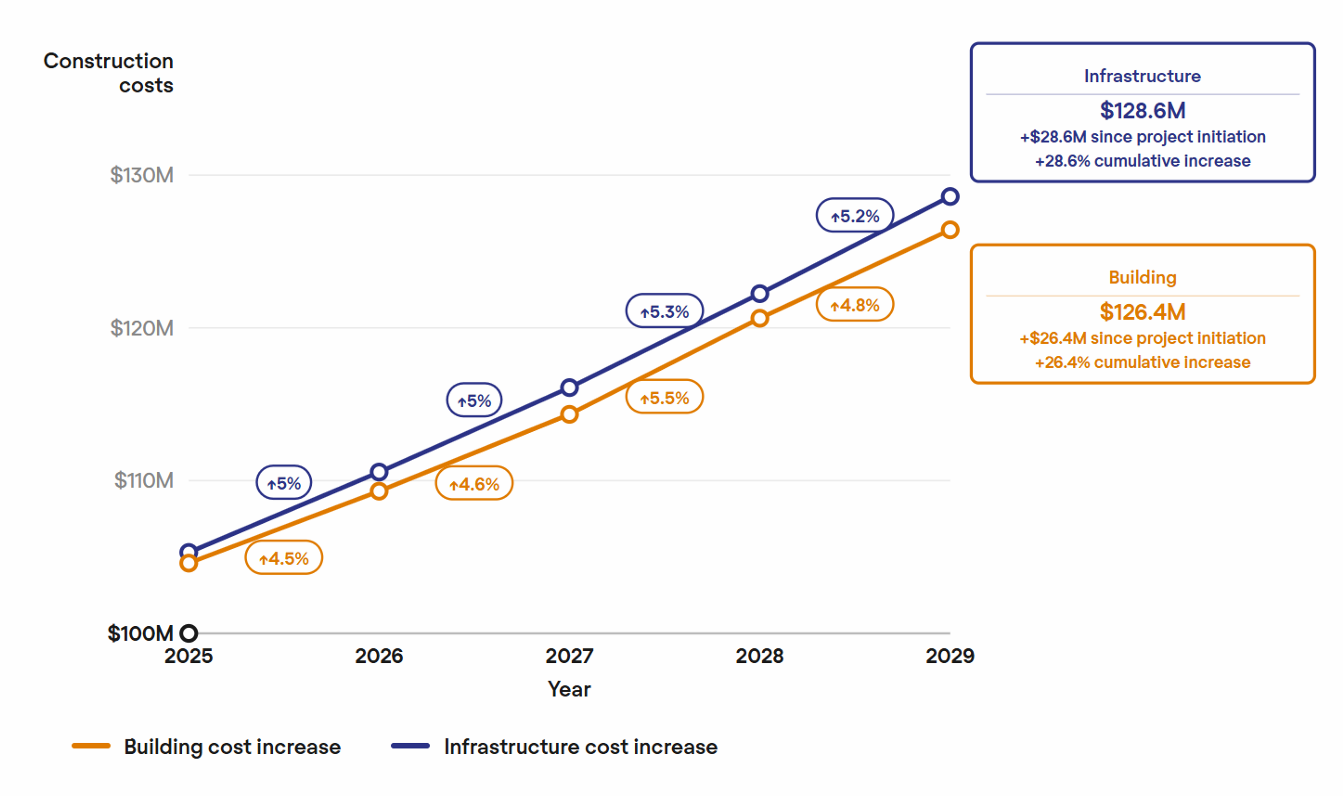 Construction
costs
$130M
$120M
$110M
$100M
↑5%
↑5%
↑5.3%
↑5.2%
↑4.5%
↑4.6%
↑5.5%
↑4.8%
2025 2026 2027 2028 2029
Year
Building cost increase Infrastructure cost increase
Infrastructure
$128.6M
+$28.6M since project initiation
+28.6% cumulative increase
Building
$126.4M
+$26.4M since project initiation
+26.4% cumulative increase